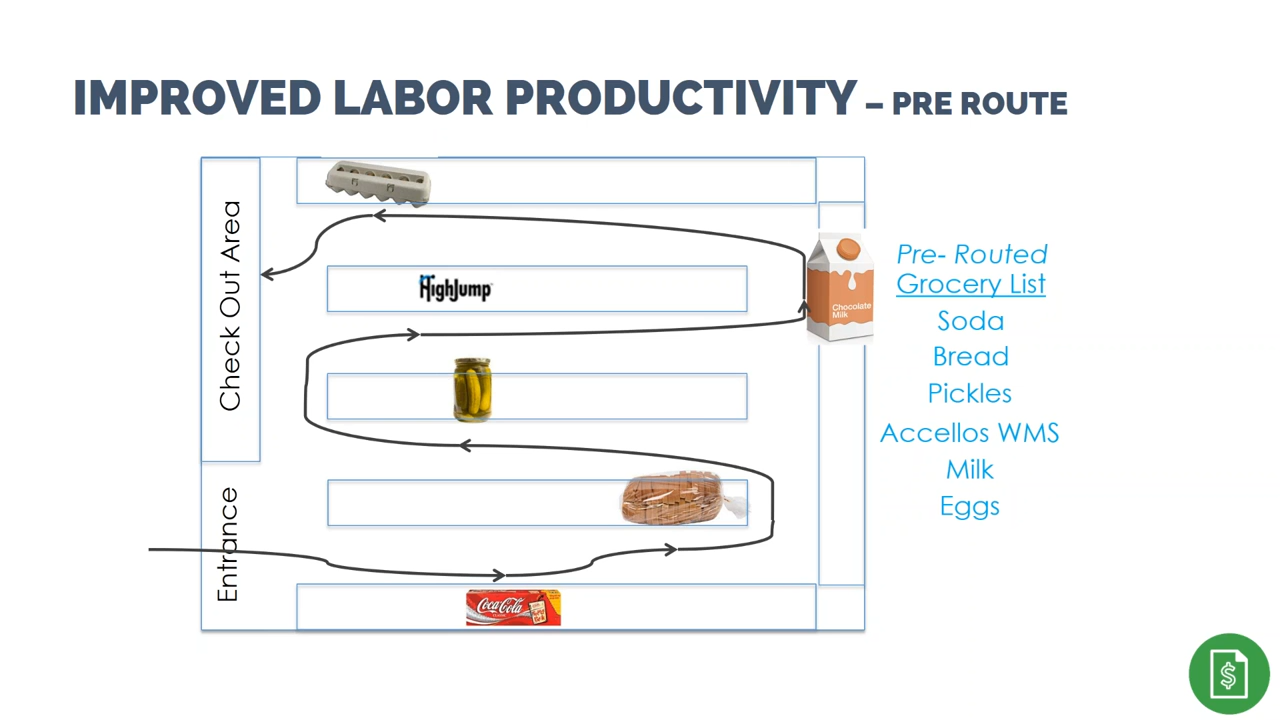 IMPROVED LABOR PRODUCTIVITY – PRE ROUTE
Check Out Area
Entrance
HighJump
Chocolate
Milk
Coca-Cola
Pre- Routed
Grocery List
Soda
Bread
Pickles
Accellos WMS
Milk
Eggs
$